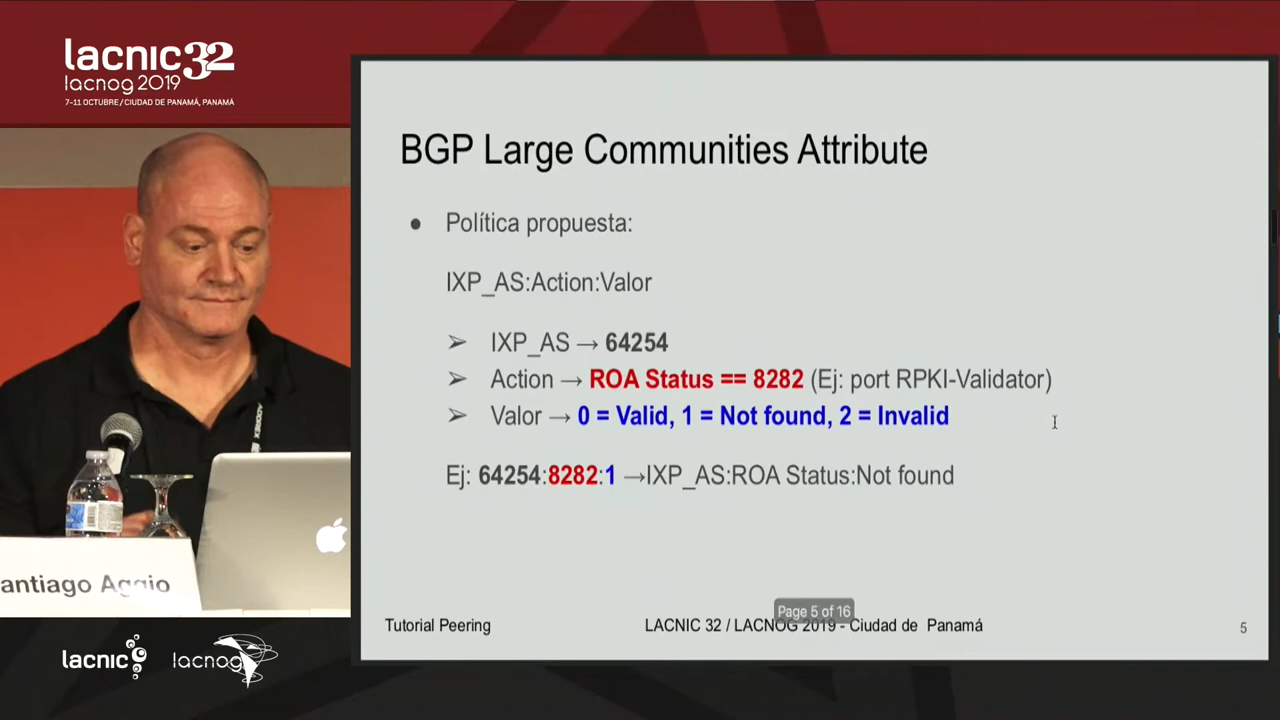 lacnic 32
lacnog 2019
7-11 OCTUBRE / CIUDAD DE PANAMÁ, PANAMÁ
BGP Large Communities Attribute
● Política propuesta:
IXP_AS:Action:Valor
➢ IXP_AS → 64254
➢ Action → ROA Status == 8282 (Ej: port RPKI-Validator)
➢ Valor → 0 = Valid, 1 = Not found, 2 = Invalid
Ej: 64254:8282:1 →IXP_AS:ROA Status:Not found
Page 5 of 16
Tutorial Peering
LACNIC 32 / LACNOG 2019 - Ciudad de Panamá
5
antiago Aggio
lacnic
lacnog